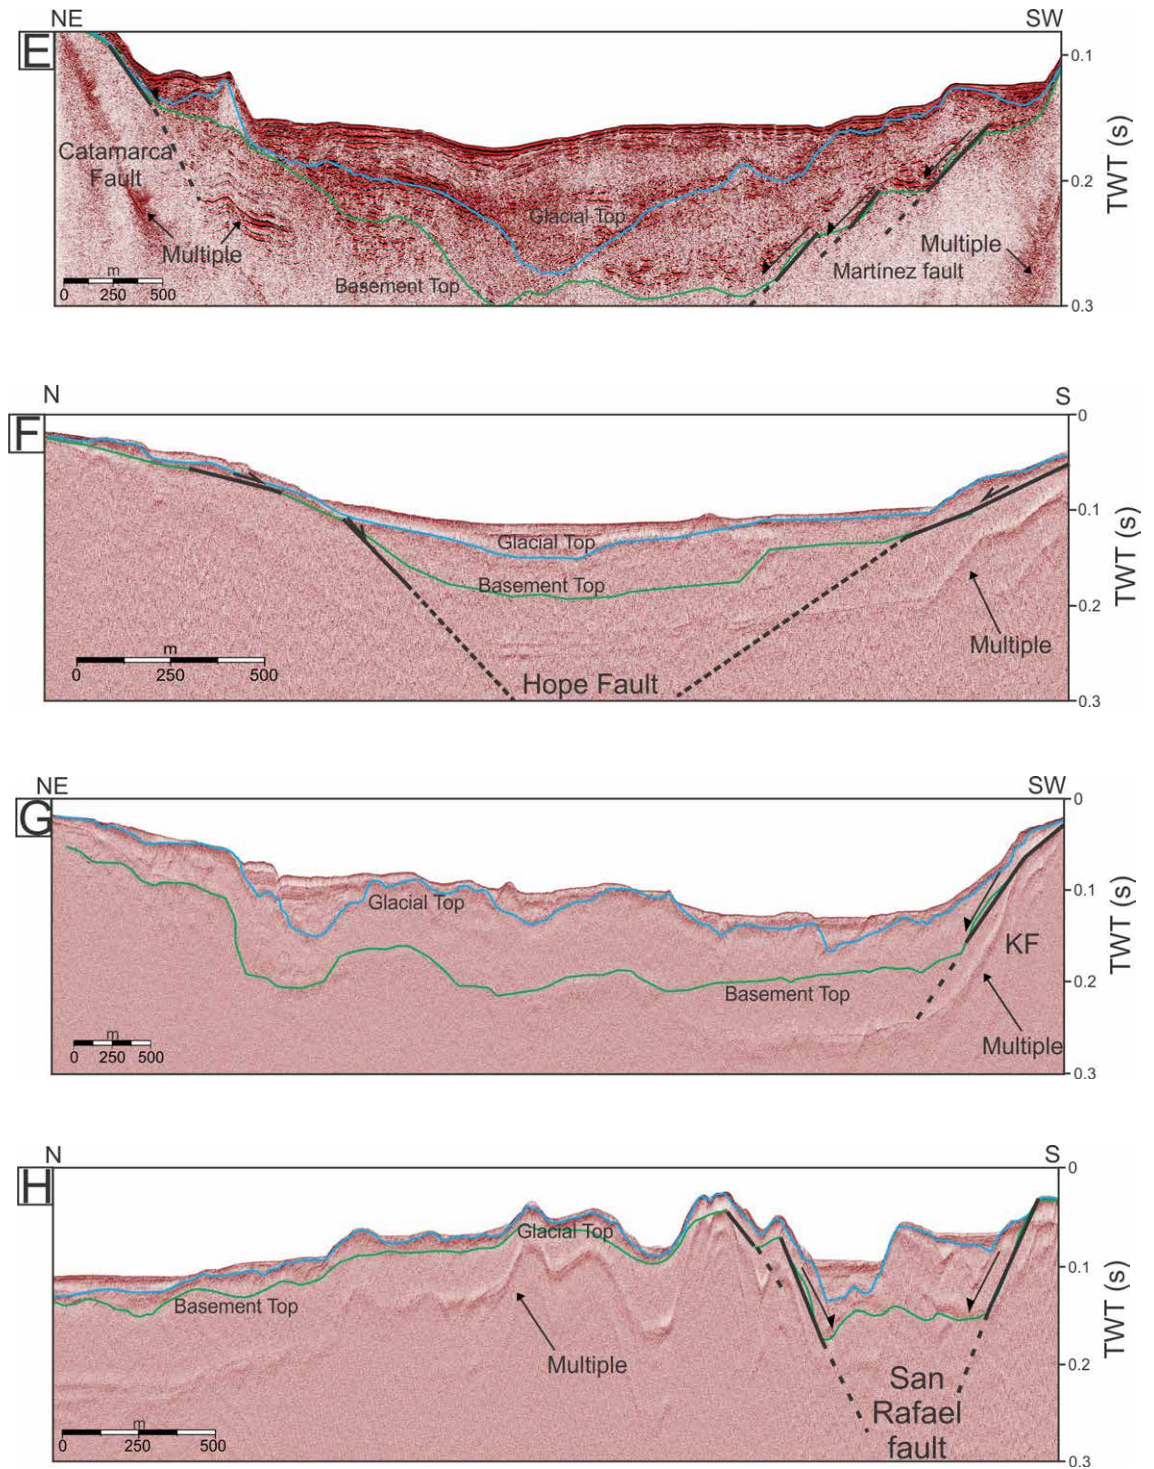 NE
SW
E
0.1
Catamarca
Fault
0.2
Glacial Top
Multiple
Multiple
Martínez fault
Basement Top
m
0 250 500
0.3
TWT (s)
N
S
F
0
0.1
Glacial Top
Basement Top
0.2
Multiple
m
0 250 500
Hope Fault
0.3
TWT (s)
NE
SW
G
0
0.1
Glacial Top
KF
0.2
Basement Top
m
0 250 500
Multiple
0.3
TWT (s)
N
S
H
0
Glacial Top
0.1
Basement Top
Multiple
0.2
San
Rafael
fault
m
0 250 500
0.3
TWT (s)